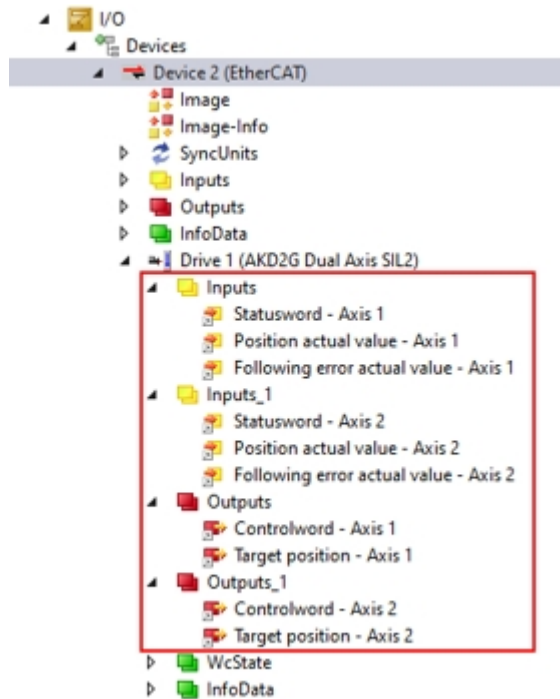 I/O
Devices
Device 2 (EtherCAT)
Image
Image-Info
SyncUnits
Inputs
Outputs
InfoData
Drive 1 (AKD2G Dual Axis SIL2)
Inputs
Statusword - Axis 1
Position actual value - Axis 1
Following error actual value - Axis 1
Inputs_1
Statusword - Axis 2
Position actual value - Axis 2
Following error actual value - Axis 2
Outputs
Controlword - Axis 1
Target position - Axis 1
Outputs_1
Controlword - Axis 2
Target position - Axis 2
WcState
InfoData